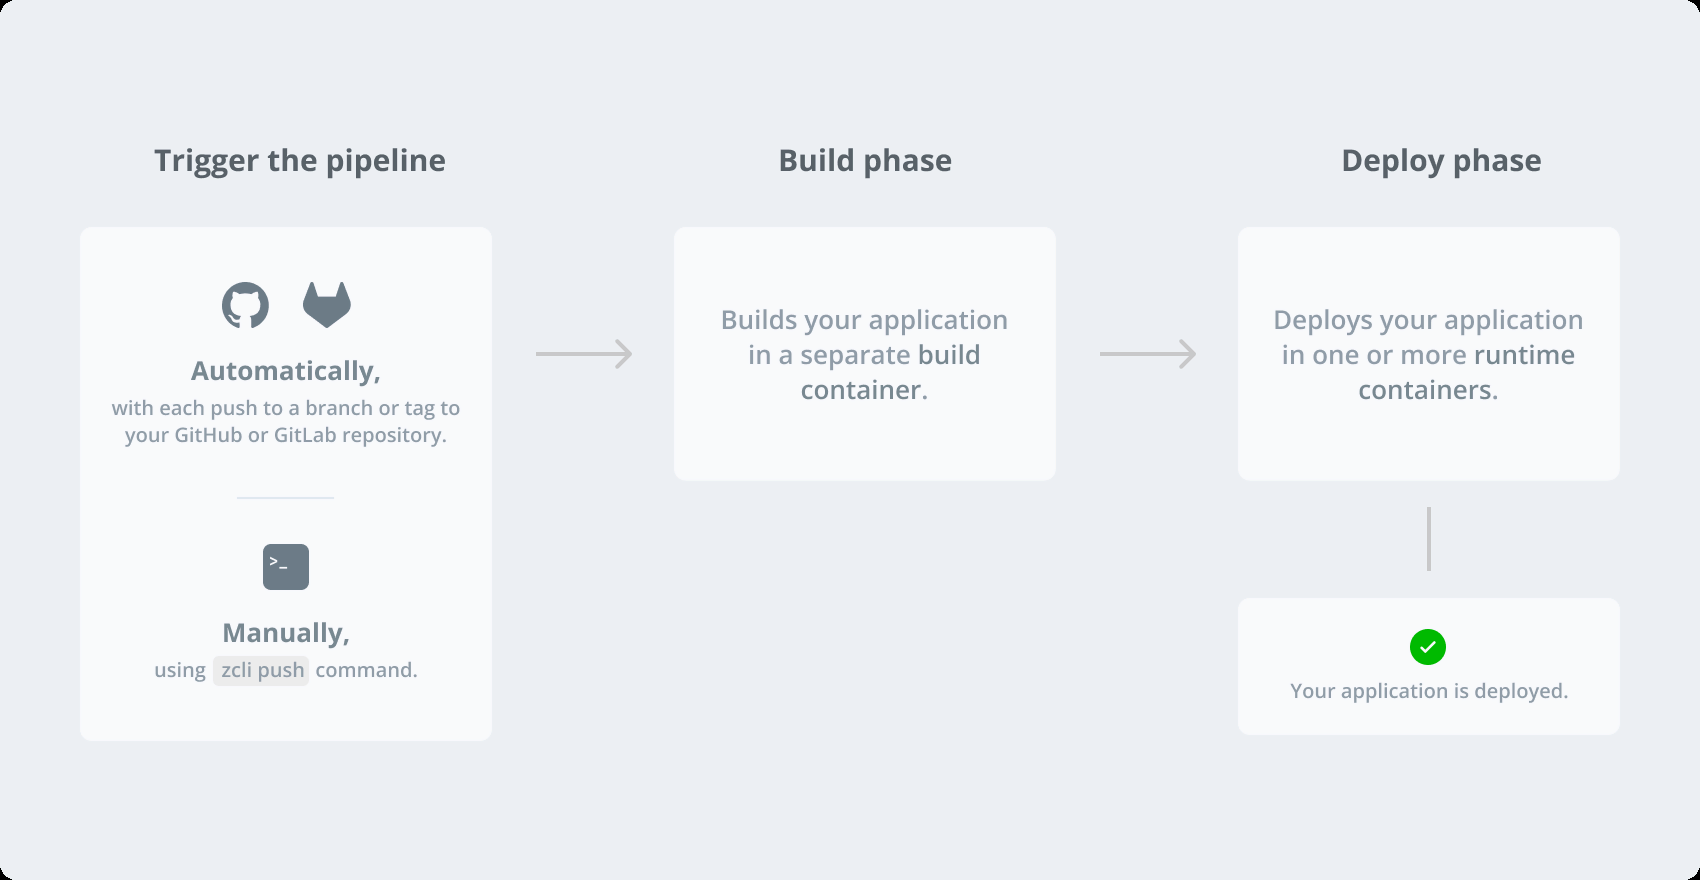 Trigger the pipeline
Automatically,
with each push to a branch or tag to
your GitHub or GitLab repository.
>_
Manually,
using zcli push command.
Build phase
Builds your application
in a separate build
container.
Deploy phase
Deploys your application
in one or more runtime
containers.
Your application is deployed.